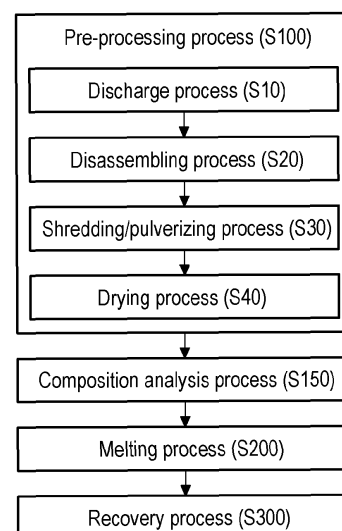 Pre-processing process (S100)
Discharge process (S10)
Disassembling process (S20)
Shredding/pulverizing process (S30)
Drying process (S40)
Composition analysis process (S150)
Melting process (S200)
Recovery process (S300)